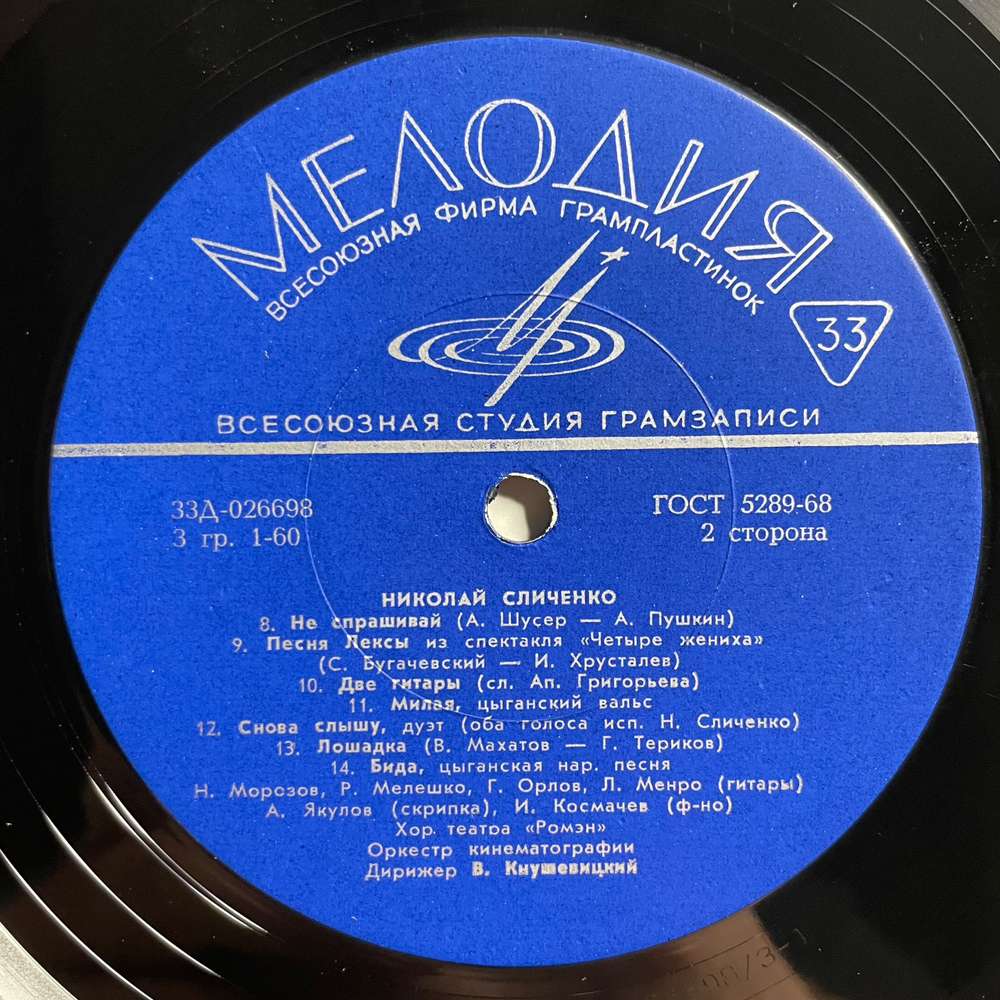 МЕЛОДИЯ
ВСЕСОЮЗНАЯ ФИРМА ГРАМПЛАСТИНОК
33
ВСЕСОЮЗНАЯ СТУДИЯ ГРАМЗАПИСИ
33Д-026698
ГОСТ 5289-68
3 гр. 1-60
2 сторона
НИКОЛАЙ СЛИЧЕНКО
8. Не спрашивай (А. Шусер — А. Пушкин)
9. Песня Лексы из спектакля «Четыре жениха»
(С. Бугачевский — И. Хрусталев)
10. Две гитары (сл. Ап. Григорьева)
11. Милая, цыганский вальс
12. Снова слышу, дуэт (оба голоса исп. Н. Сличенко)
13. Лошадка (В. Махатов — Г. Териков)
14. Бида, цыганская нар. песня
Н. Морозов, Р. Мелешко, Г. Орлов, Л. Менро (гитары)
А. Якулов (скрипка), И. Космачев (ф-но)
Хор театра «Ромэн»
Оркестр кинематографии
Дирижер В. Кнушевицкий